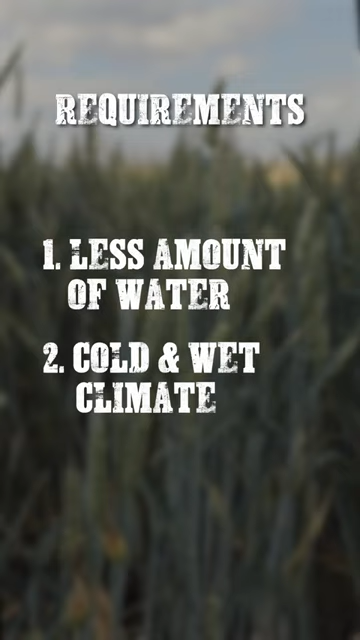 REQUIREMENTS
1. LESS AMOUNT
OF WATER
2. COLD & WET
CLIMATE